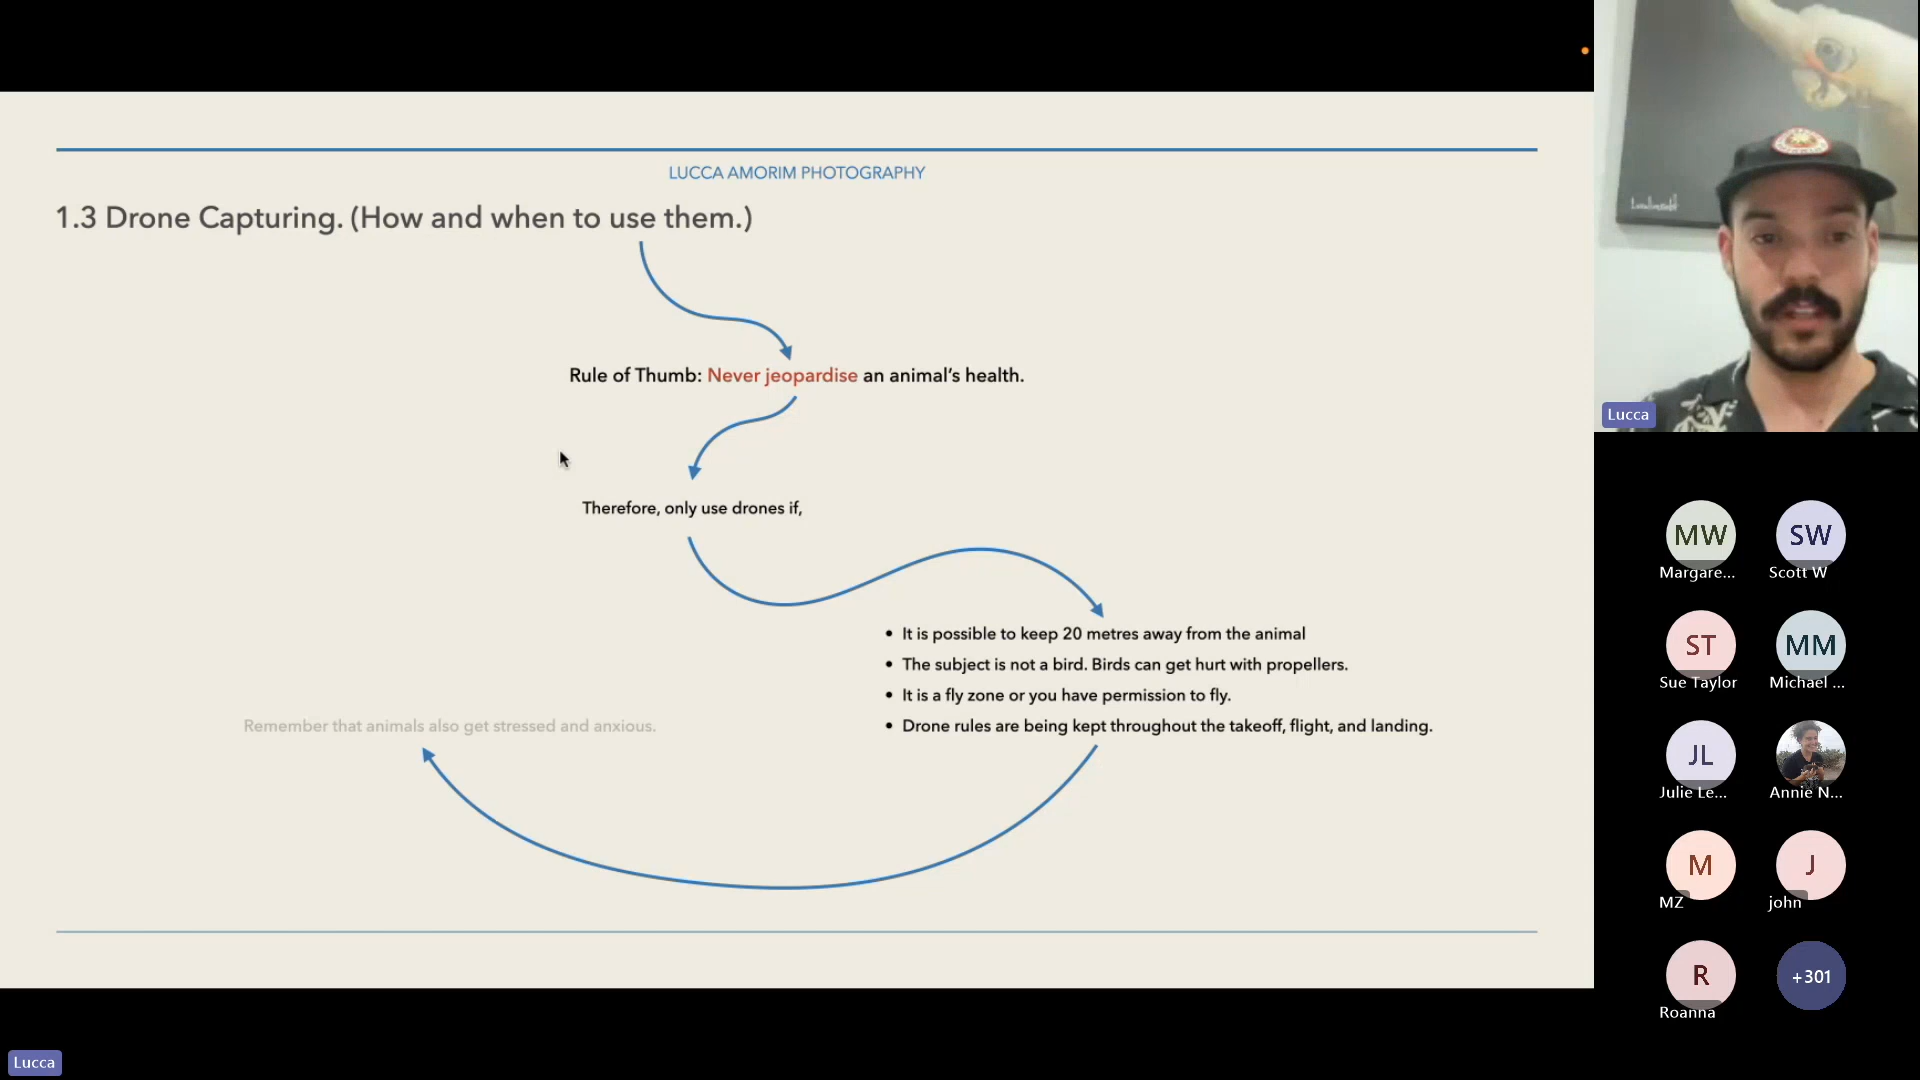 LUCCA AMORIM PHOTOGRAPHY
1.3 Drone Capturing. (How and when to use them.)
Rule of Thumb: Never jeopardise an animal's health.
Therefore, only use drones if,
• It is possible to keep 20 metres away from the animal
• The subject is not a bird. Birds can get hurt with propellers.
• It is a fly zone or you have permission to fly.
• Drone rules are being kept throughout the takeoff, flight, and landing.
Remember that animals also get stressed and anxious.
Lucca
MW
Margare...
SW
Scott W
ST
Sue Taylor
MM
Michael ...
JL
Julie Le...
Annie N...
M
MZ
J
john
R
Roanna
+301
Lucca